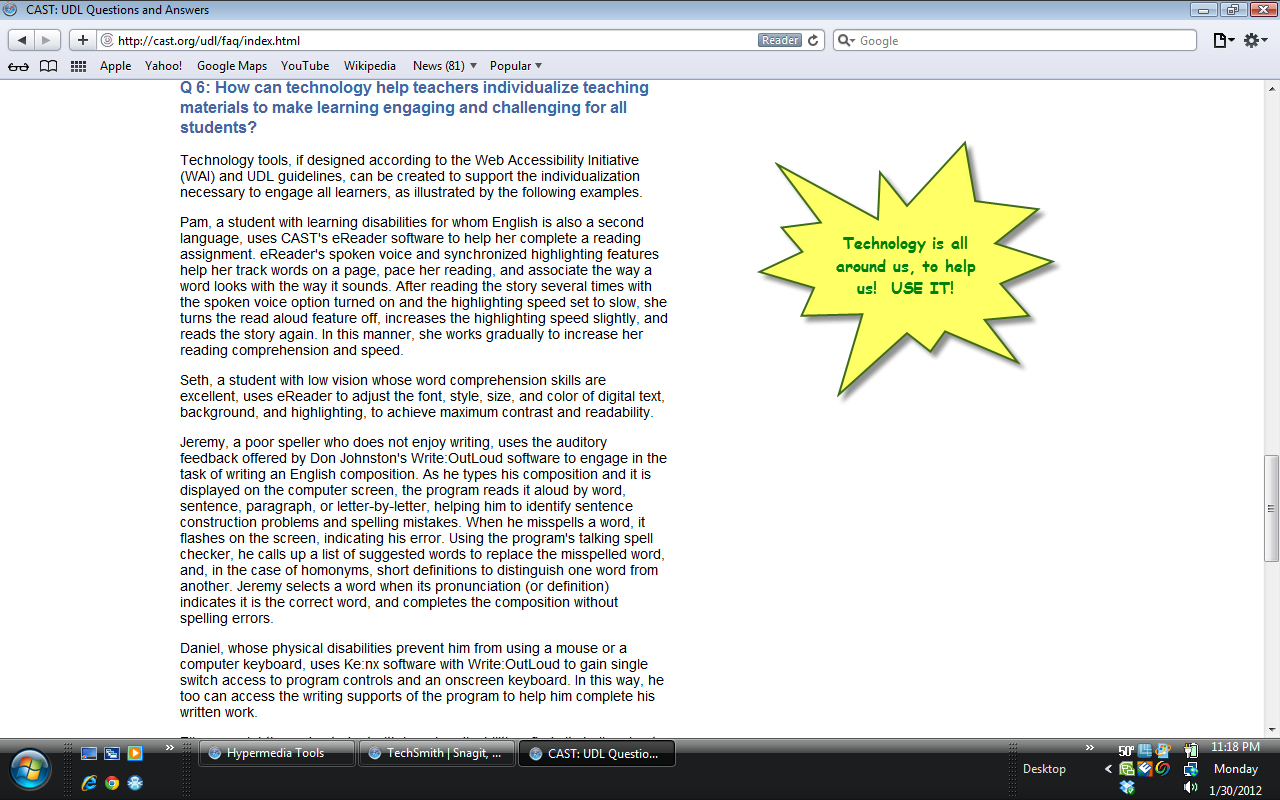 CAST: UDL Questions and Answers
http://cast.org/udl/faq/index.html
Reader
Google
Apple Yahoo! Google Maps YouTube Wikipedia News (81) Popular
Q 6: How can technology help teachers individualize teaching
materials to make learning engaging and challenging for all
students?
Technology tools, if designed according to the Web Accessibility Initiative
(WAI) and UDL guidelines, can be created to support the individualization
necessary to engage all learners, as illustrated by the following examples.
Pam, a student with learning disabilities for whom English is also a second
language, uses CAST's eReader software to help her complete a reading
assignment. eReader's spoken voice and synchronized highlighting features
help her track words on a page, pace her reading, and associate the way a
word looks with the way it sounds. After reading the story several times with
the spoken voice option turned on and the highlighting speed set to slow, she
turns the read aloud feature off, increases the highlighting speed slightly, and
reads the story again. In this manner, she works gradually to increase her
reading comprehension and speed.
Seth, a student with low vision whose word comprehension skills are
excellent, uses eReader to adjust the font, style, size, and color of digital text,
background, and highlighting, to achieve maximum contrast and readability.
Jeremy, a poor speller who does not enjoy writing, uses the auditory
feedback offered by Don Johnston's Write:OutLoud software to engage in the
task of writing an English composition. As he types his composition and it is
displayed on the computer screen, the program reads it aloud by word,
sentence, paragraph, or letter-by-letter, helping him to identify sentence
construction problems and spelling mistakes. When he misspells a word, it
flashes on the screen, indicating his error. Using the program's talking spell
checker, he calls up a list of suggested words to replace the misspelled word,
and, in the case of homonyms, short definitions to distinguish one word from
another. Jeremy selects a word when its pronunciation (or definition)
indicates it is the correct word, and completes the composition without
spelling errors.
Daniel, whose physical disabilities prevent him from using a mouse or a
computer keyboard, uses Ke:nx software with Write:OutLoud to gain single
switch access to program controls and an onscreen keyboard. In this way, he
too can access the writing supports of the program to help him complete his
written work.
Technology is all
around us, to help
us! USE IT!
Hypermedia Tools
TechSmith | Snagit, ...
CAST: UDL Questio...
Desktop
50°
11:18 PM
Monday
1/30/2012